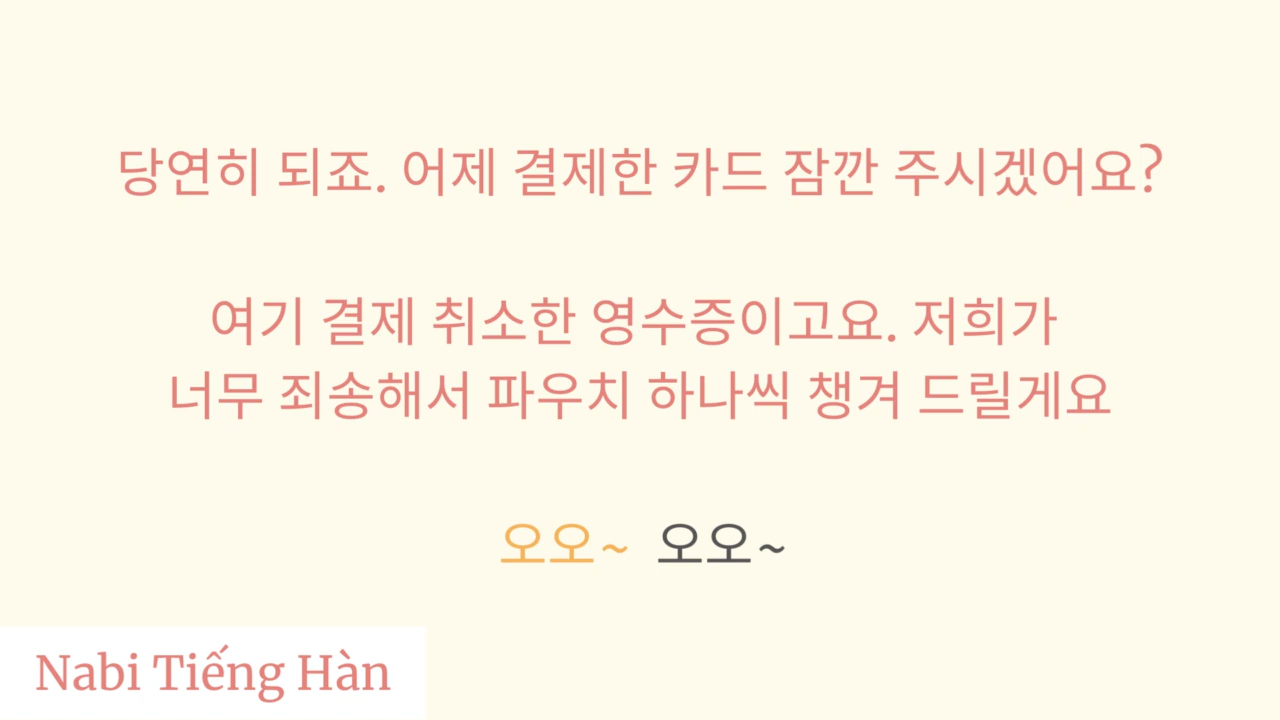 당연히 되죠. 어제 결제한 카드 잠깐 주시겠어요?
여기 결제 취소한 영수증이고요. 저희가
너무 죄송해서 파우치 하나씩 챙겨 드릴게요
오오~ 오오~
Nabi Tiếng Hàn